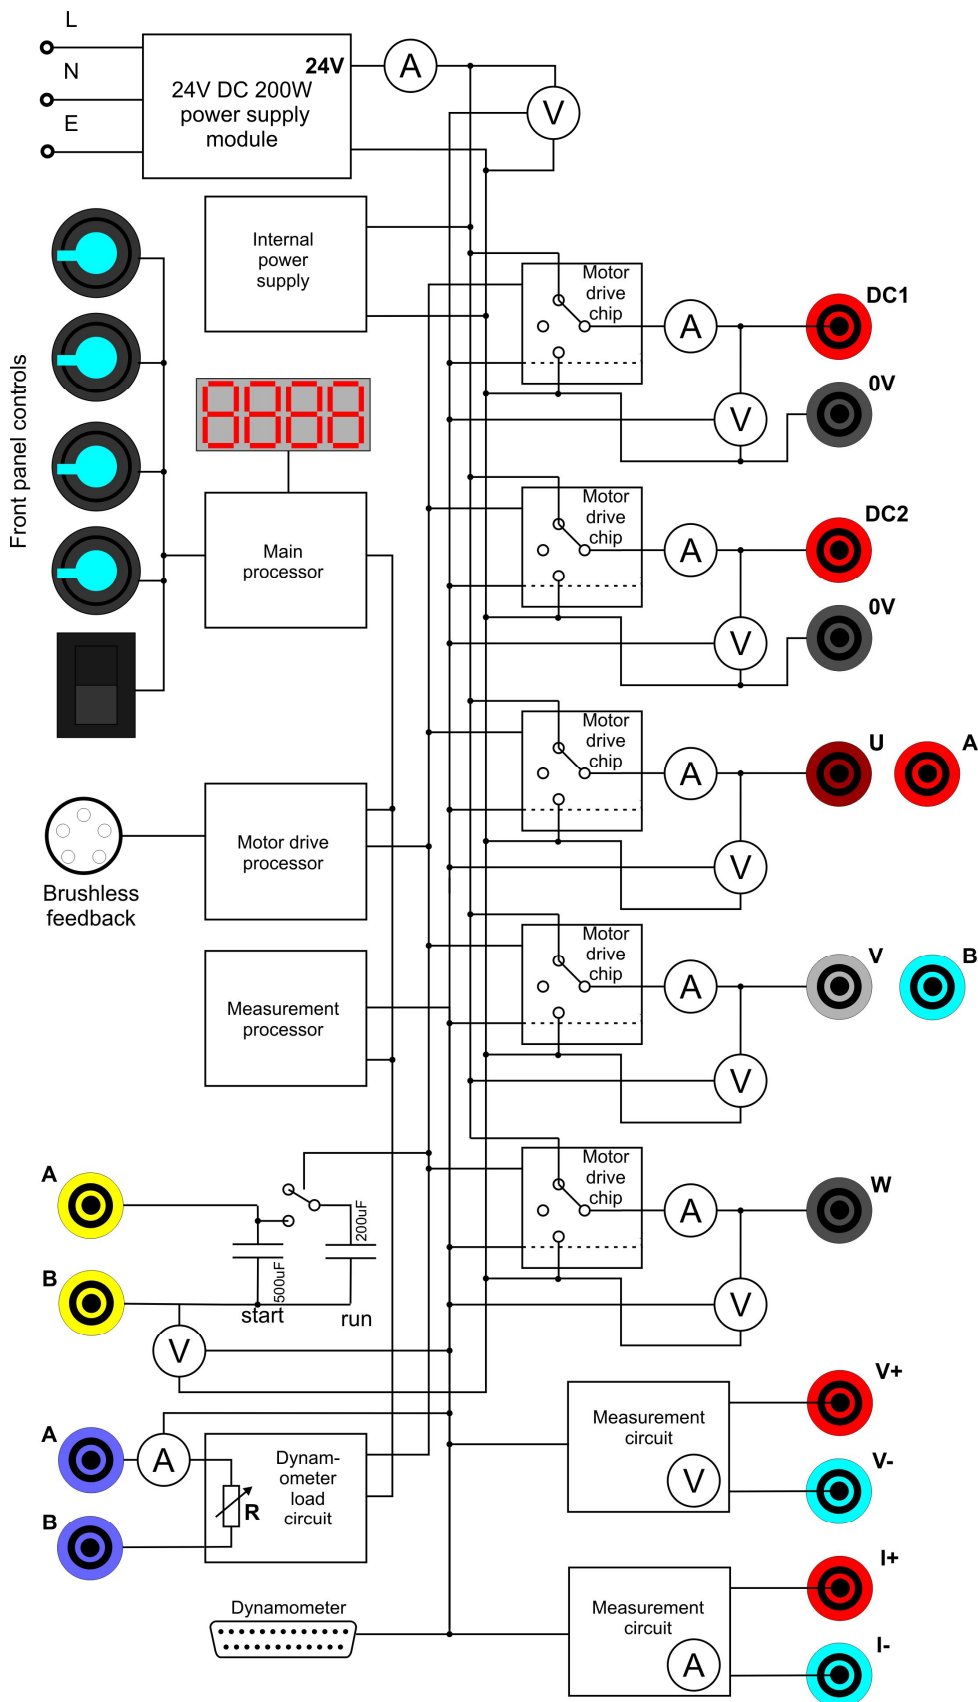 L
N
E
24V
24V DC 200W
power supply
module
A
V
Internal
power
supply
Front panel controls
8888
Main
processor
Motor
drive
chip
A
V
DC1
0V
Motor
drive
chip
A
V
DC2
0V
Motor
drive
chip
A
V
U
A
Motor drive
processor
Brushless
feedback
Motor
drive
chip
A
V
V
B
Measurement
processor
Motor
drive
chip
A
V
W
A
B
500uF
200uF
start
run
V
A
B
A
R
Dynam-
ometer
load
circuit
Measurement
circuit
V
V+
V-
Dynamometer
Measurement
circuit
A
I+
I-